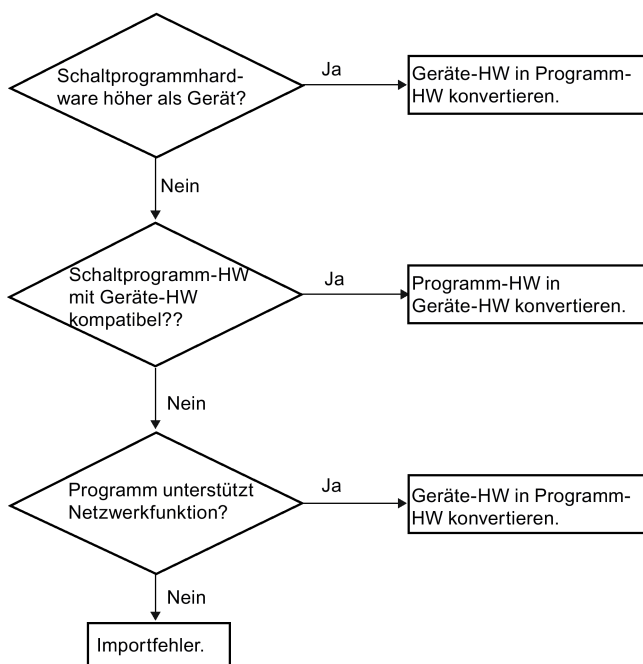 Schaltprogrammhard-
ware höher als Gerät?
Ja
Geräte-HW in Programm-
HW konvertieren.
Nein
Schaltprogramm-HW
mit Geräte-HW
kompatibel??
Ja
Programm-HW in
Geräte-HW konvertieren.
Nein
Programm unterstützt
Netzwerkfunktion?
Ja
Geräte-HW in Programm-
HW konvertieren.
Nein
Importfehler.